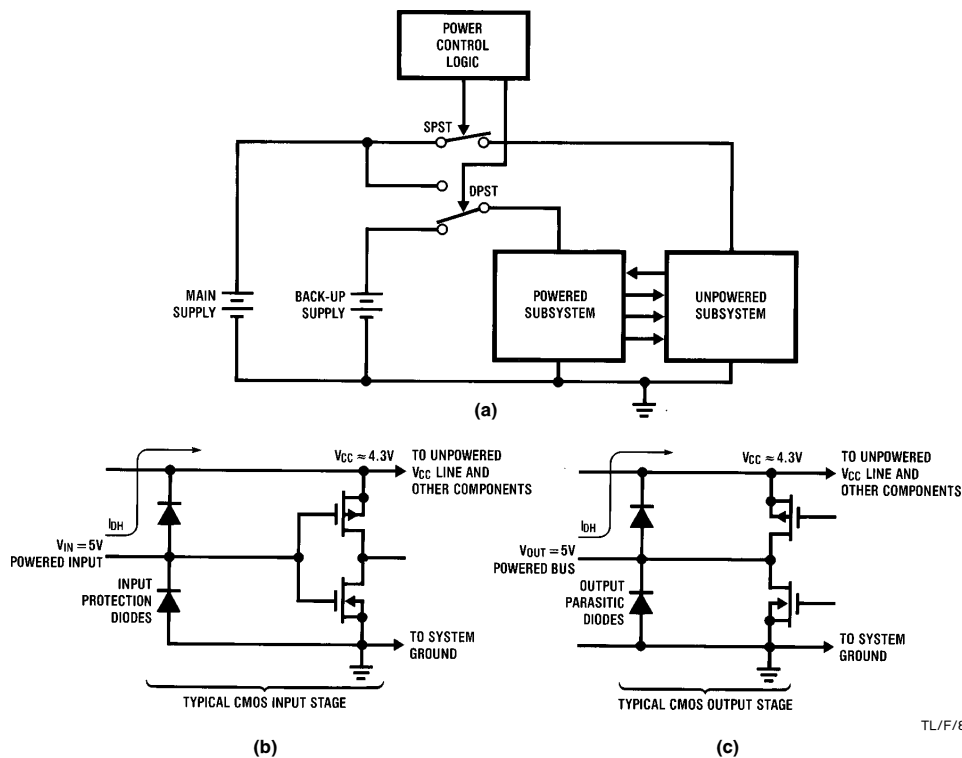 POWER
CONTROL
LOGIC
SPST
DPST
MAIN
SUPPLY
BACK-UP
SUPPLY
POWERED
SUBSYSTEM
UNPOWERED
SUBSYSTEM
(a)
VCC ≈ 4.3V
TO UNPOWERED
VCC LINE AND
OTHER COMPONENTS
IDH
VIN = 5V
POWERED INPUT
INPUT
PROTECTION
DIODES
TO SYSTEM
GROUND
TYPICAL CMOS INPUT STAGE
(b)
VCC ≈ 4.3V
TO UNPOWERED
VCC LINE AND
OTHER COMPONENTS
IDH
VOUT = 5V
POWERED BUS
OUTPUT
PARASITIC
DIODES
TO SYSTEM
GROUND
TYPICAL CMOS OUTPUT STAGE
(c)
TL/F/8